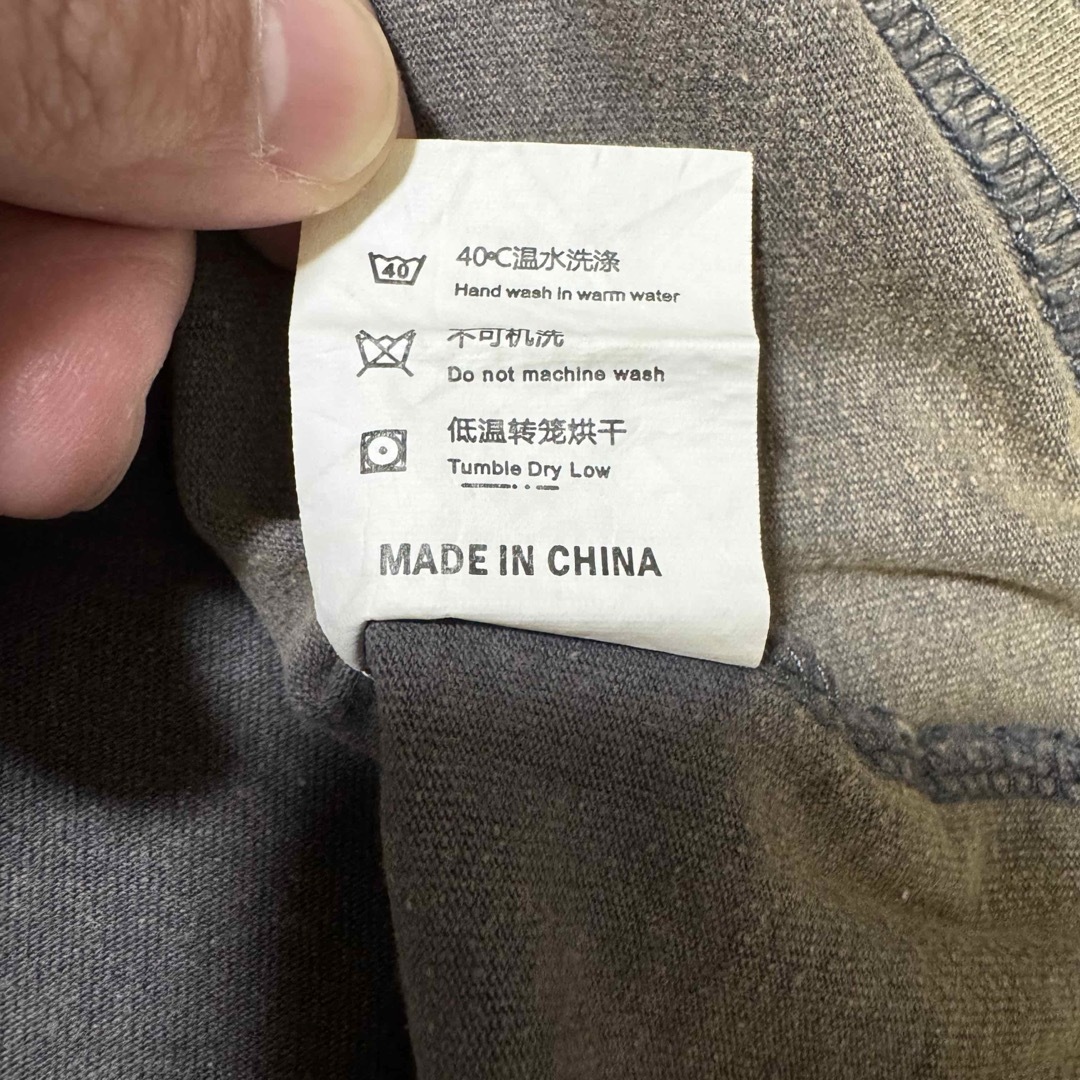 40
40°C温水洗涤
Hand wash in warm water
不可机洗
Do not machine wash
低温转笼烘干
Tumble Dry Low
MADE IN CHINA